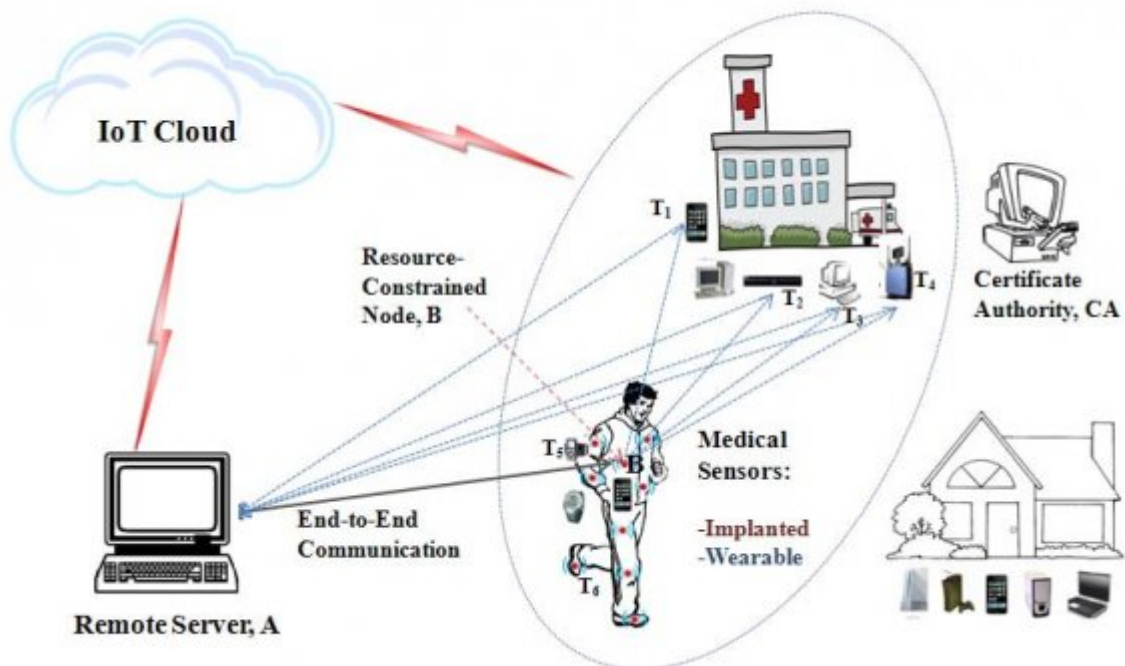 IoT Cloud
T1
Resource-
Constrained
Node, B
T2
T3
T4
Certificate
Authority, CA
T5
B
Medical
Sensors:
-Implanted
-Wearable
End-to-End
Communication
T6
Remote Server, A